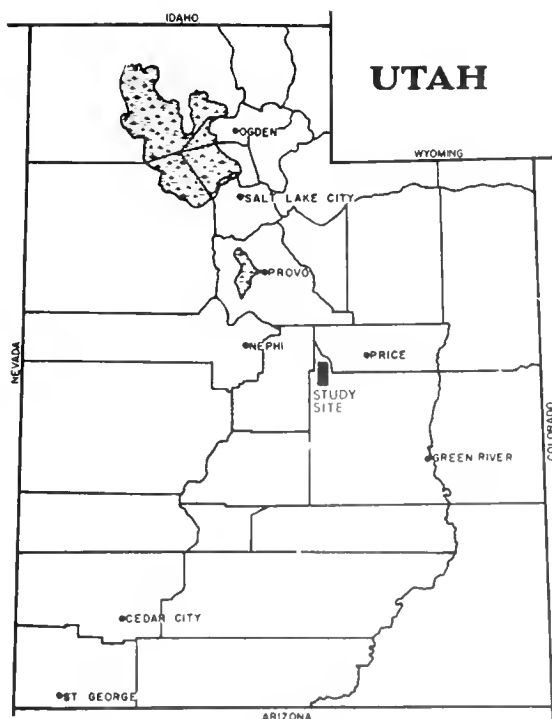 IDAHO
UTAH
OGDEN
WYOMING
SALT LAKE CITY
PROVO
NEPHI
PRICE
NEVADA
STUDY
SITE
COLORADO
GREEN RIVER
CEDAR CITY
ST GEORGE
ARIZONA